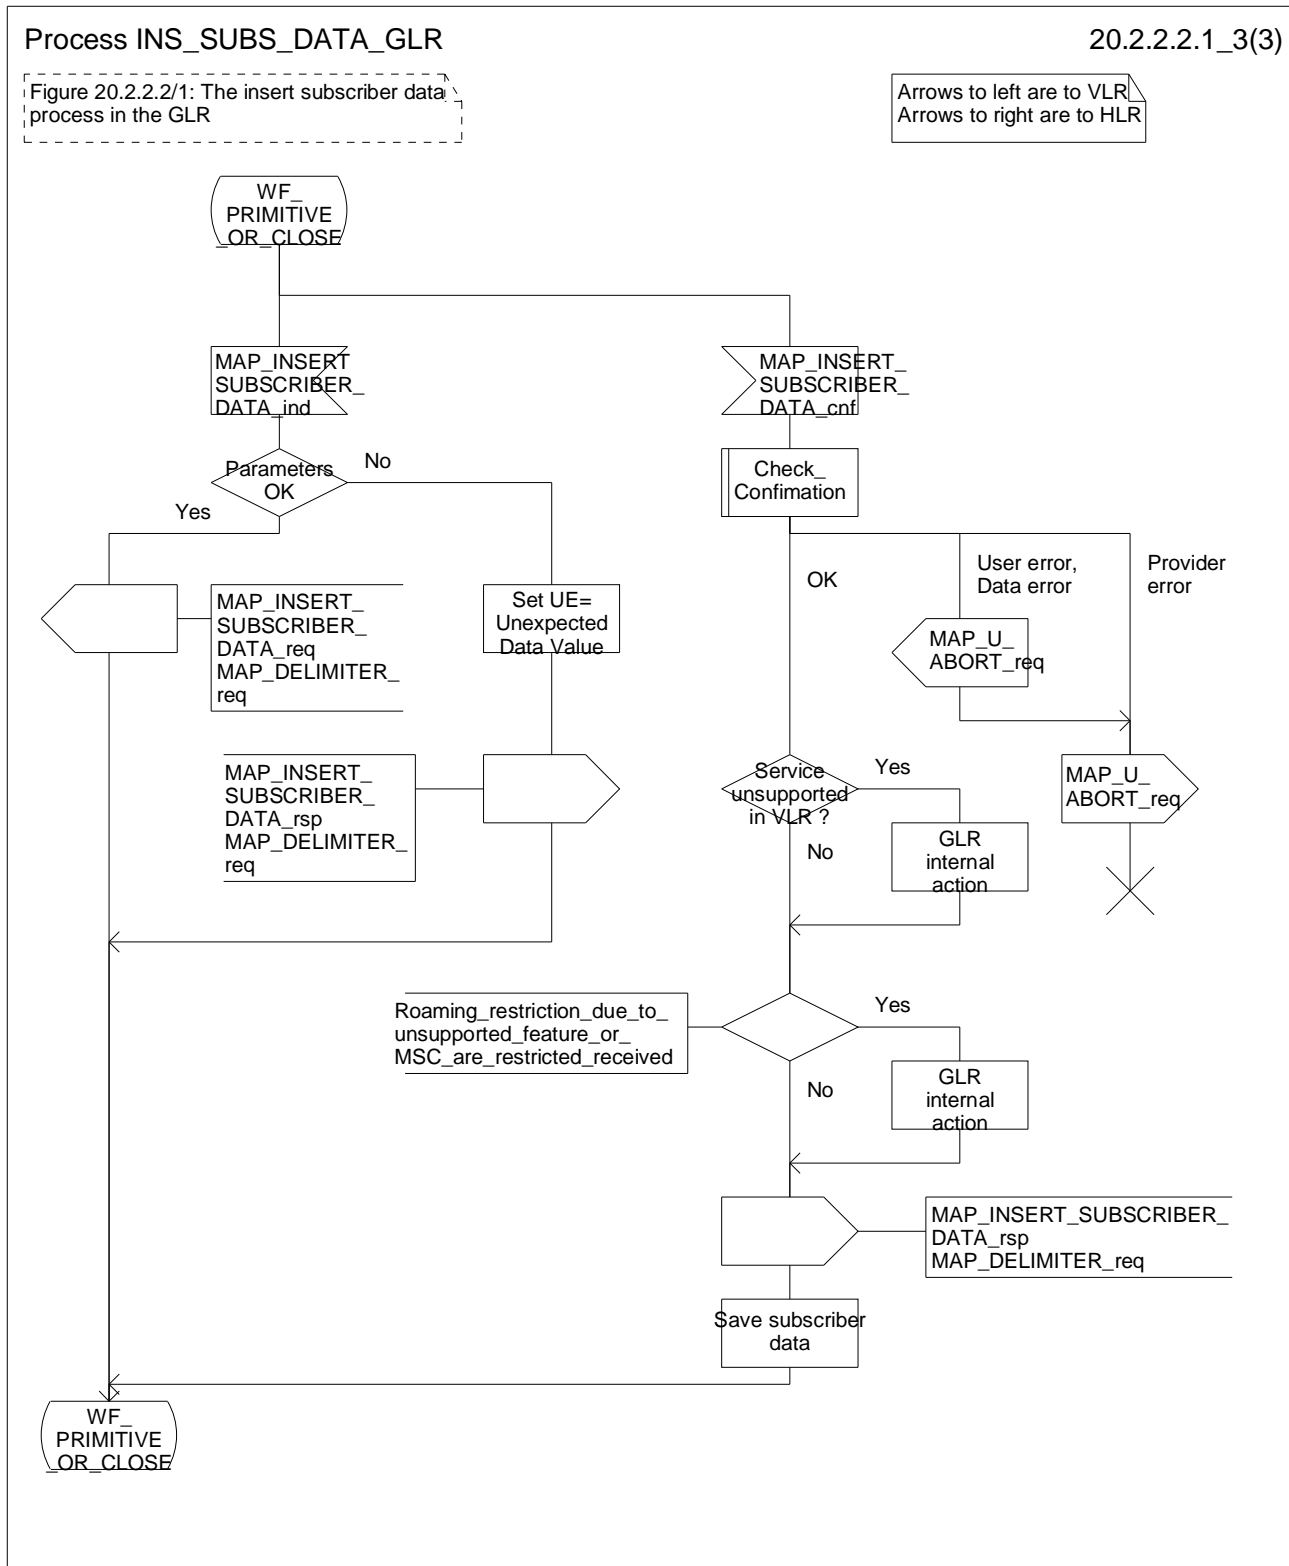 Process INS_SUBS_DATA_GLR
20.2.2.2.1_3(3)
Figure 20.2.2.2/1: The insert subscriber data
process in the GLR
Arrows to left are to VLR
Arrows to right are to HLR
WF_
PRIMITIVE
_OR_CLOSE
MAP_INSERT
SUBSCRIBER_
DATA_ind
MAP_INSERT_
SUBSCRIBER_
DATA_cnf
Parameters
OK
No
Yes
Check_
Confimation
OK
User error,
Data error
Provider
error
MAP_INSERT_
SUBSCRIBER_
DATA_req
MAP_DELIMITER_
req
Set UE=
Unexpected
Data Value
MAP_U_
ABORT_req
MAP_INSERT_
SUBSCRIBER_
DATA_rsp
MAP_DELIMITER_
req
Service
unsupported
in VLR ?
Yes
No
MAP_U_
ABORT_req
GLR
internal
action
Roaming_restriction_due_to_
unsupported_feature_or_
MSC_are_restricted_received
Yes
No
GLR
internal
action
MAP_INSERT_SUBSCRIBER_
DATA_rsp
MAP_DELIMITER_req
Save subscriber
data
WF_
PRIMITIVE
_OR_CLOSE